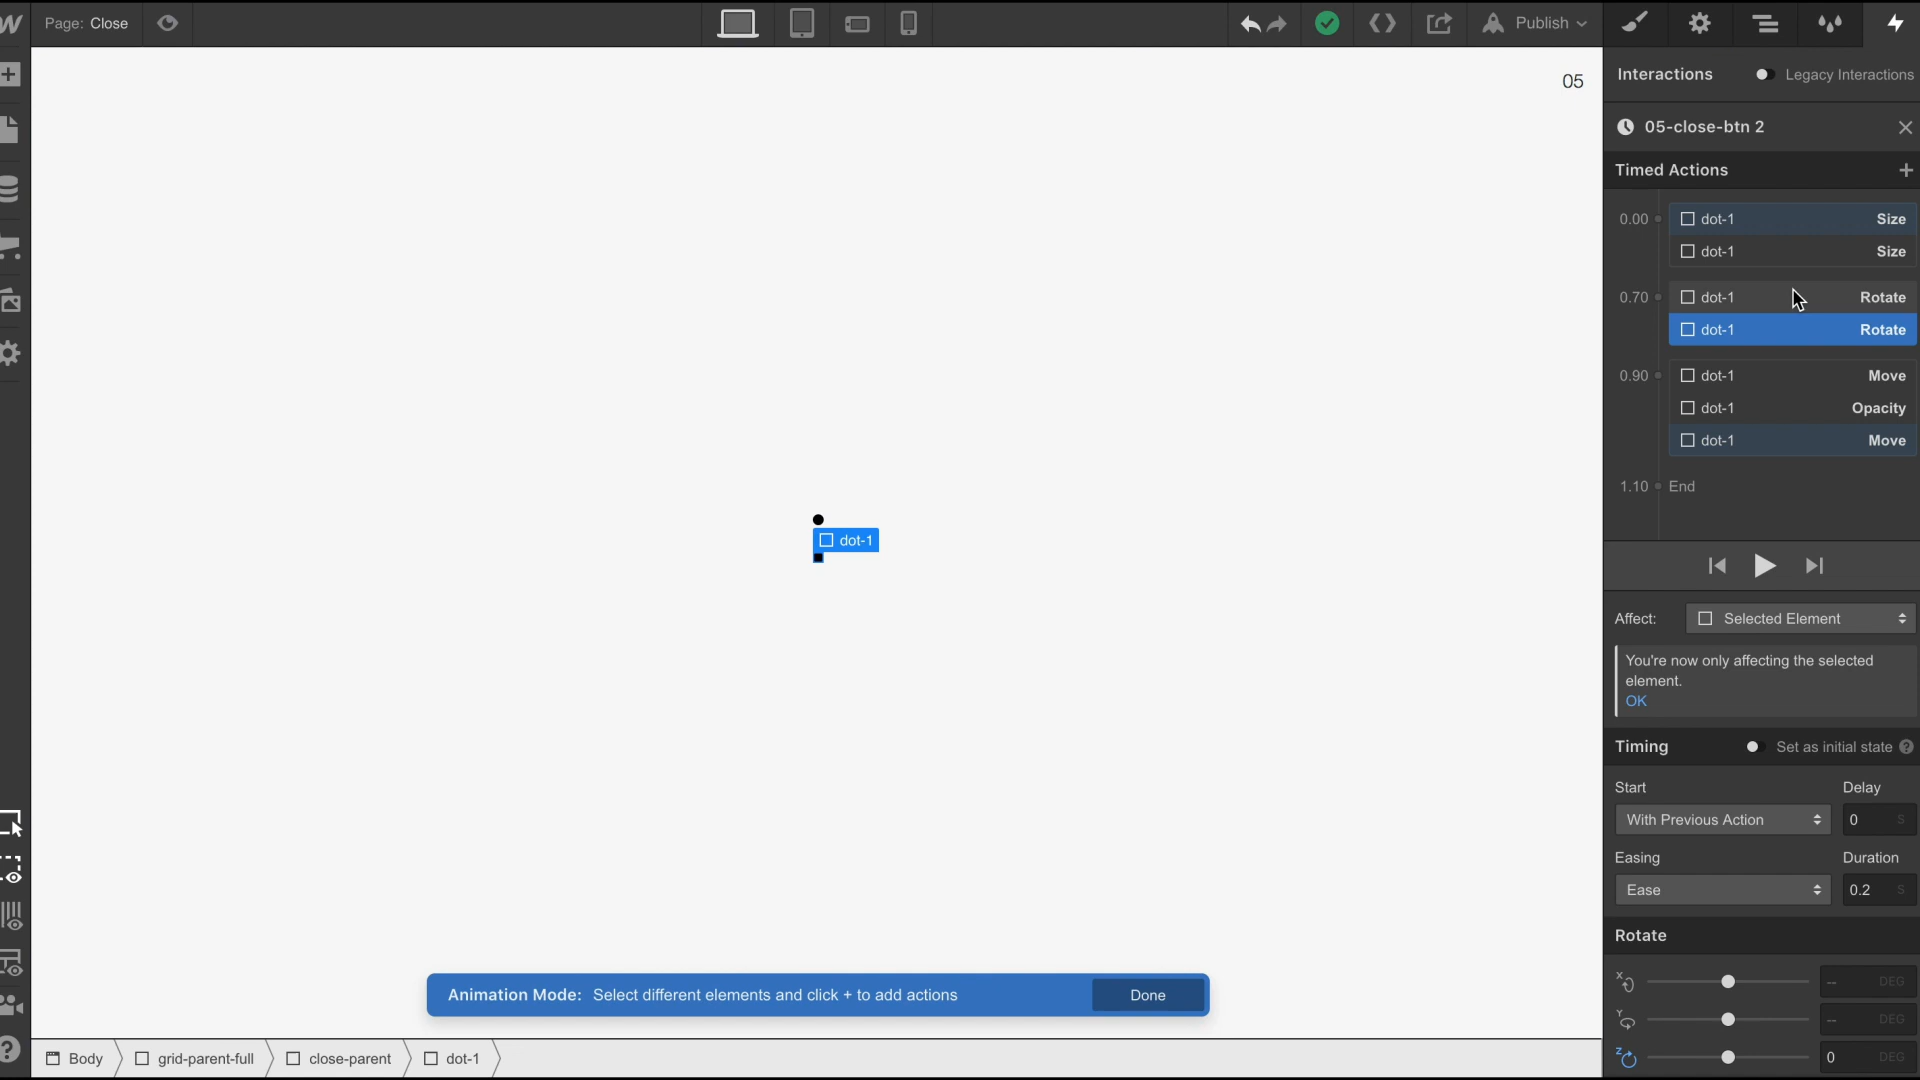 Page: Close
Publish
05
Interactions
Legacy Interactions
05-close-btn 2
Timed Actions
0.00
dot-1
Size
dot-1
Size
0.70
dot-1
Rotate
dot-1
Rotate
0.90
dot-1
Move
dot-1
Opacity
dot-1
Move
1.10
End
dot-1
Affect:
Selected Element
You're now only affecting the selected
element.
OK
Timing
Set as initial state
?
Start
Delay
With Previous Action
0
S
Easing
Duration
Ease
0.2
S
Rotate
X
--
DEG
Y
--
DEG
Z
0
DEG
Animation Mode: Select different elements and click + to add actions
Done
Body
grid-parent-full
close-parent
dot-1